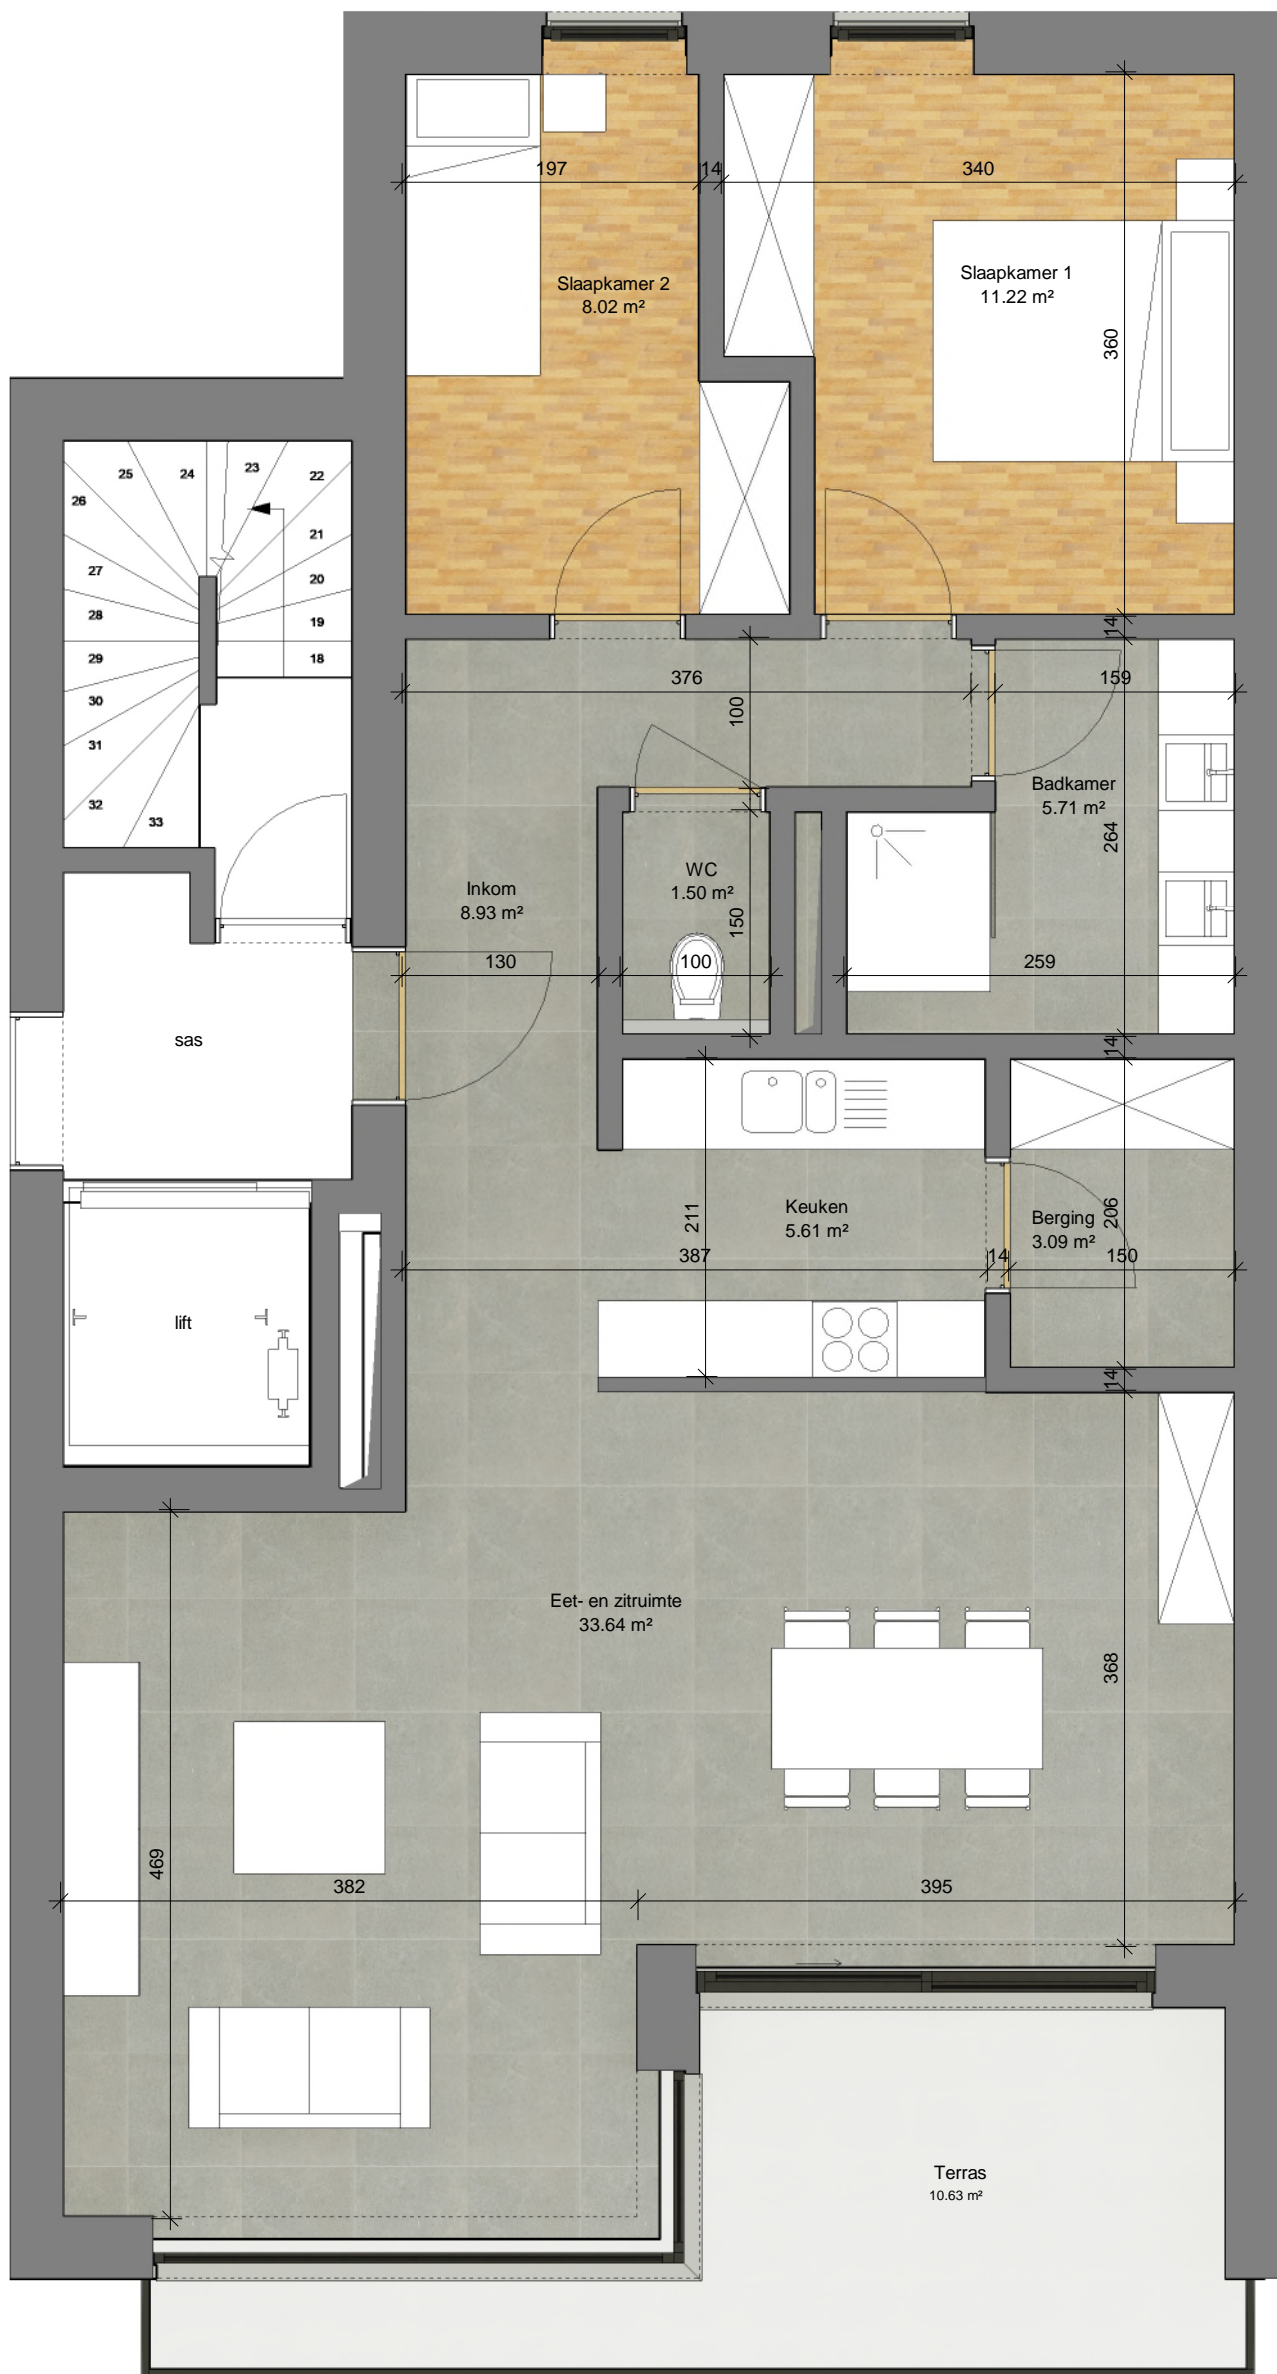 197
14
340
Slaapkamer 2
8.02 m²
Slaapkamer 1
11.22 m²
360
25
24
23
22
26
21
27
20
28
19
29
18
30
31
32
33
14
376
159
100
Badkamer
5.71 m²
264
WC
1.50 m²
Inkom
8.93 m²
150
130
100
259
sas
14
Keuken
5.61 m²
211
206
Berging
3.09 m²
387
14
150
lift
14
Eet- en zitruimte
33.64 m²
368
469
382
395
Terras
10.63 m²